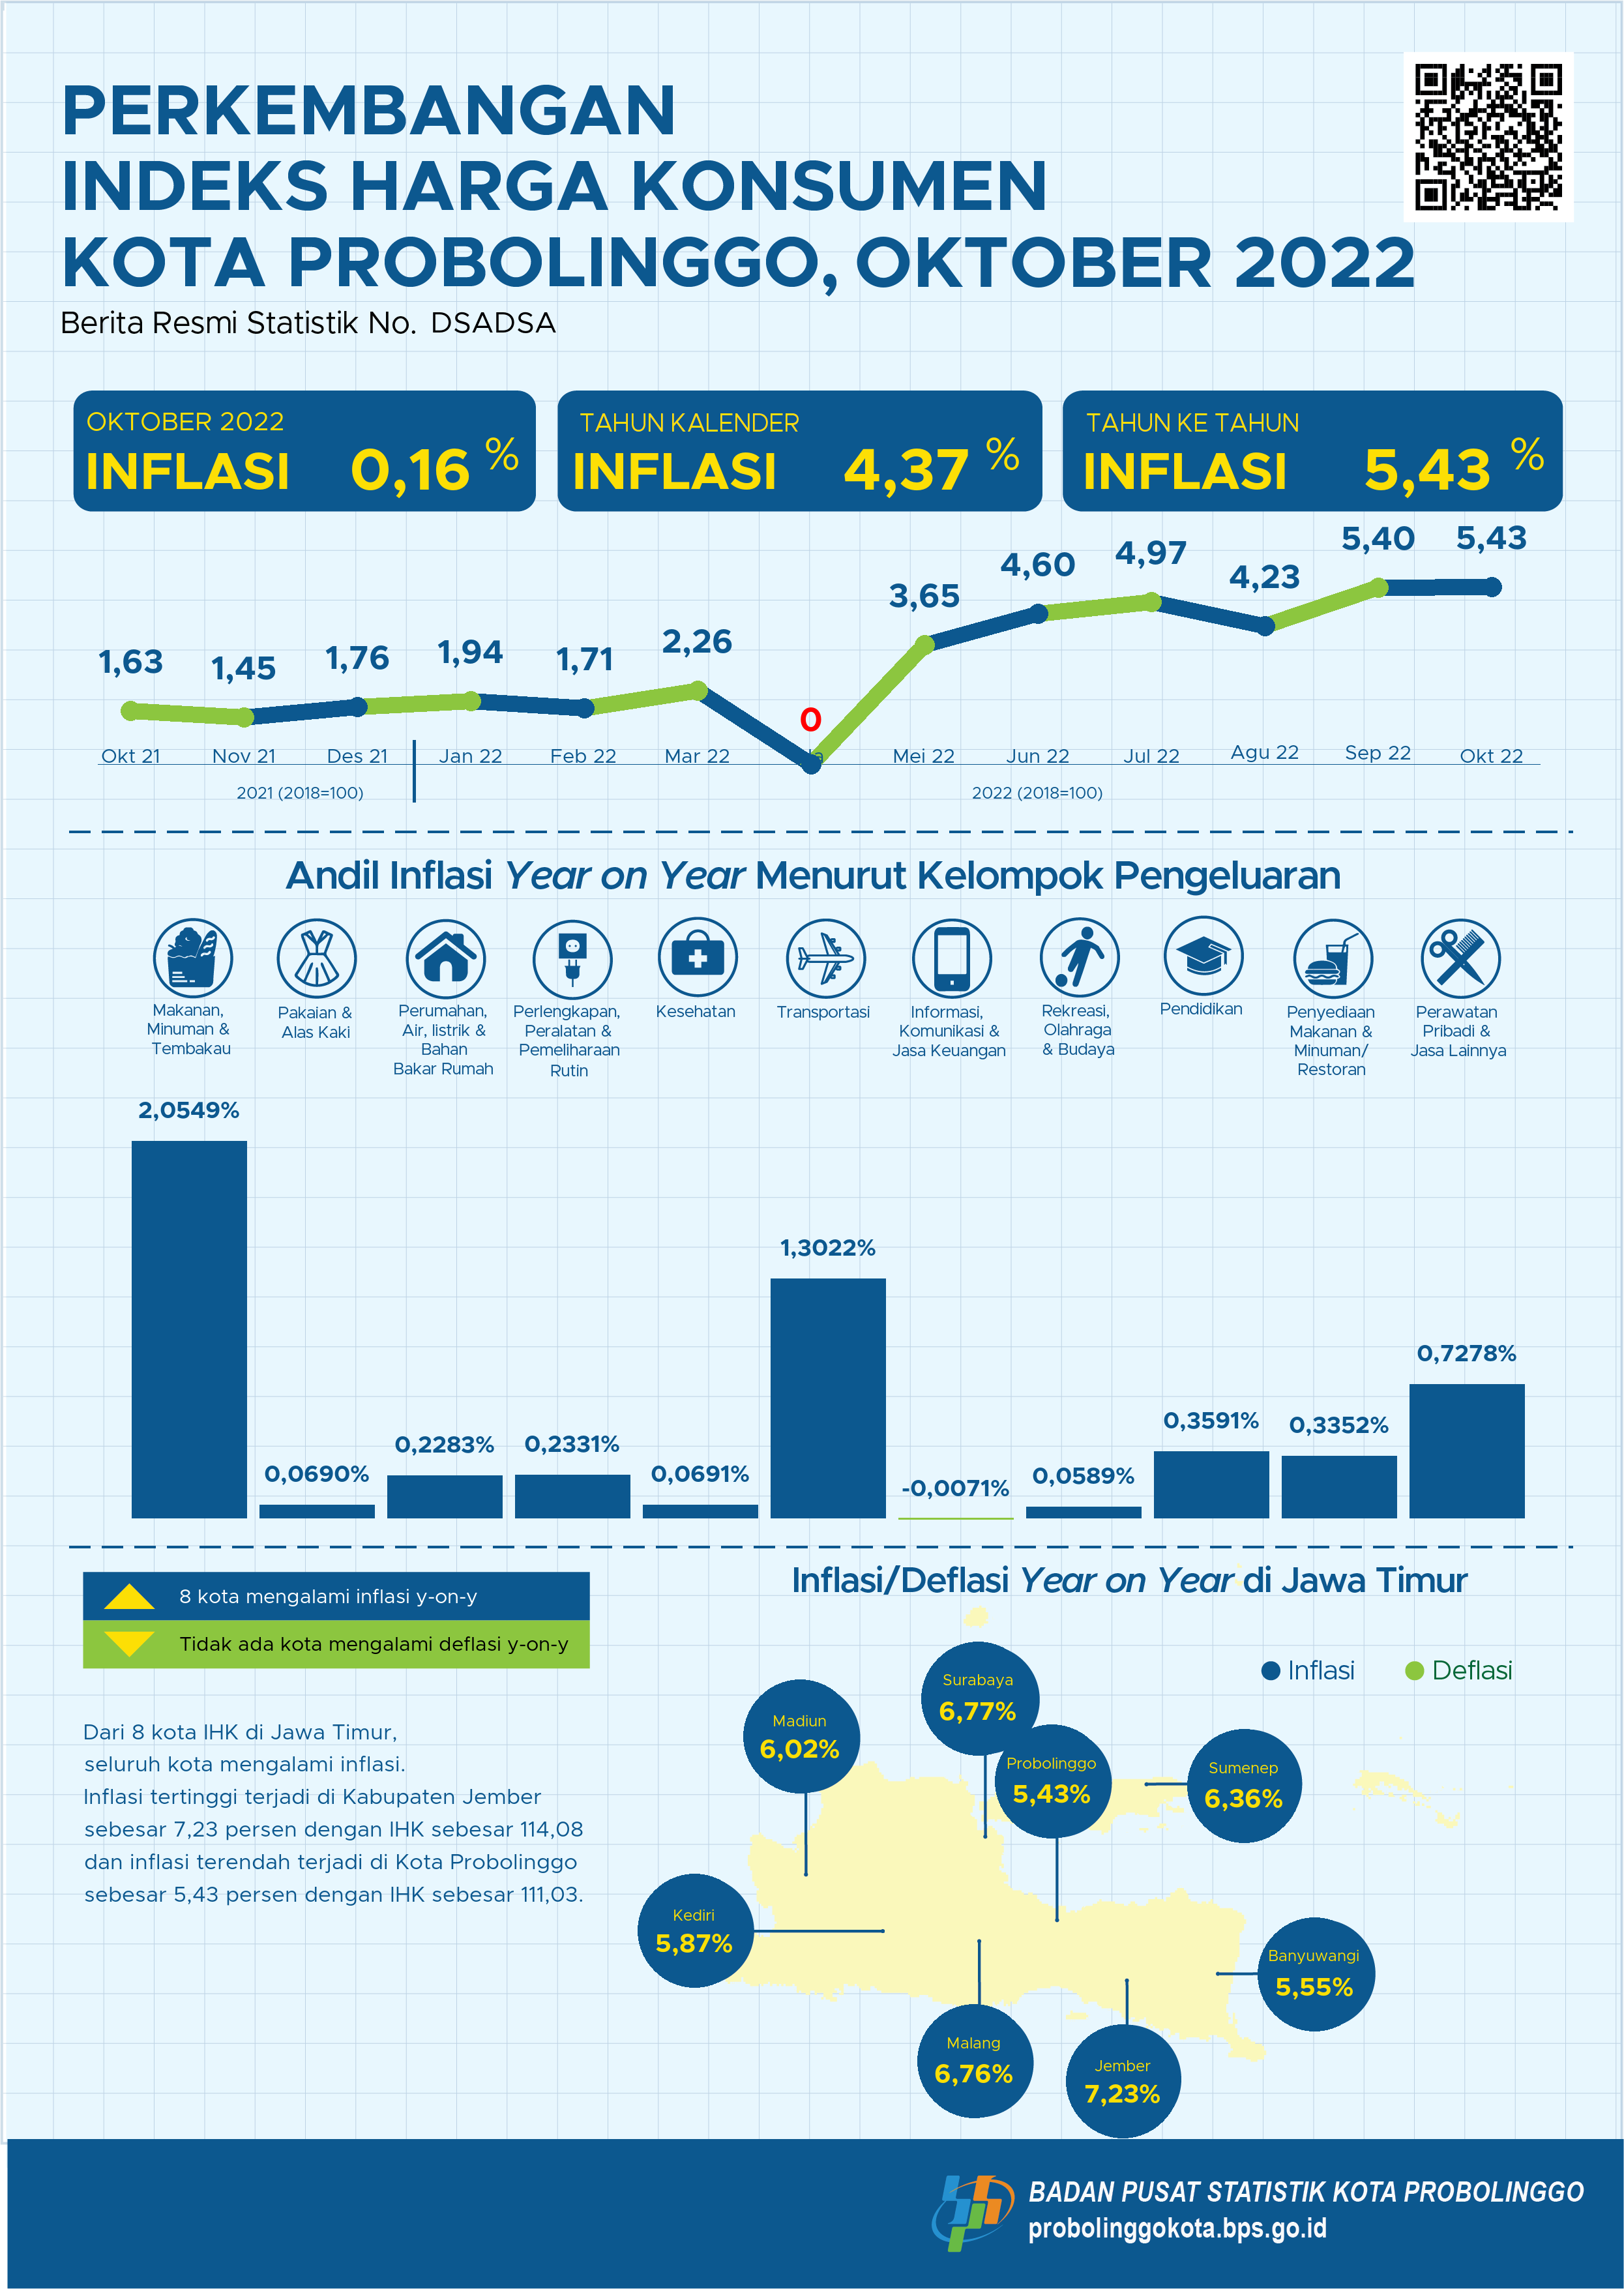 PERKEMBANGAN
INDEKS HARGA KONSUMEN
KOTA PROBOLINGGO, OKTOBER 2022
Berita Resmi Statistik No. DSADSA
OKTOBER 2022
INFLASI 0,16 %
TAHUN KALENDER
INFLASI 4,37 %
TAHUN KE TAHUN
INFLASI 5,43 %
1,63 1,45 1,76 1,94 1,71 2,26 0 3,65 4,60 4,97 4,23 5,40 5,43
Okt 21 Nov 21 Des 21 Jan 22 Feb 22 Mar 22 Mei 22 Jun 22 Jul 22 Agu 22 Sep 22 Okt 22
2021 (2018=100) 2022 (2018=100)
Andil Inflasi Year on Year Menurut Kelompok Pengeluaran
Makanan,
Minuman &
Tembakau
Pakaian &
Alas Kaki
Perumahan,
Air, listrik &
Bahan
Bakar Rumah
Perlengkapan,
Peralatan &
Pemeliharaan
Rutin
Kesehatan
Transportasi
Informasi,
Komunikasi &
Jasa Keuangan
Rekreasi,
Olahraga
& Budaya
Pendidikan
Penyediaan
Makanan &
Minuman/
Restoran
Perawatan
Pribadi &
Jasa Lainnya
2,0549%
0,0690%
0,2283%
0,2331%
0,0691%
1,3022%
-0,0071%
0,0589%
0,3591%
0,3352%
0,7278%
8 kota mengalami inflasi y-on-y
Tidak ada kota mengalami deflasi y-on-y
Dari 8 kota IHK di Jawa Timur,
seluruh kota mengalami inflasi.
Inflasi tertinggi terjadi di Kabupaten Jember
sebesar 7,23 persen dengan IHK sebesar 114,08
dan inflasi terendah terjadi di Kota Probolinggo
sebesar 5,43 persen dengan IHK sebesar 111,03.
Inflasi/Deflasi Year on Year di Jawa Timur
Inflasi Deflasi
Surabaya
6,77%
Madiun
6,02%
Probolinggo
5,43%
Sumenep
6,36%
Kediri
5,87%
Banyuwangi
5,55%
Malang
6,76%
Jember
7,23%
BADAN PUSAT STATISTIK KOTA PROBOLINGGO
probolinggokota.bps.go.id